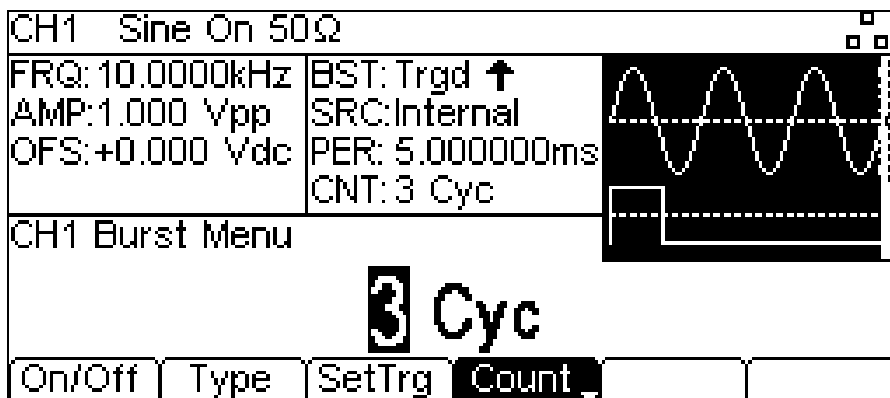 CH1 Sine On 50Ω
FRQ: 10.0000kHz
AMP:1.000 Vpp
OFS:+0.000 Vdc
BST: Trgd ↑
SRC:Internal
PER: 5.000000ms
CNT: 3 Cyc
CH1 Burst Menu
3 Cyc
On/Off Type SetTrg Count